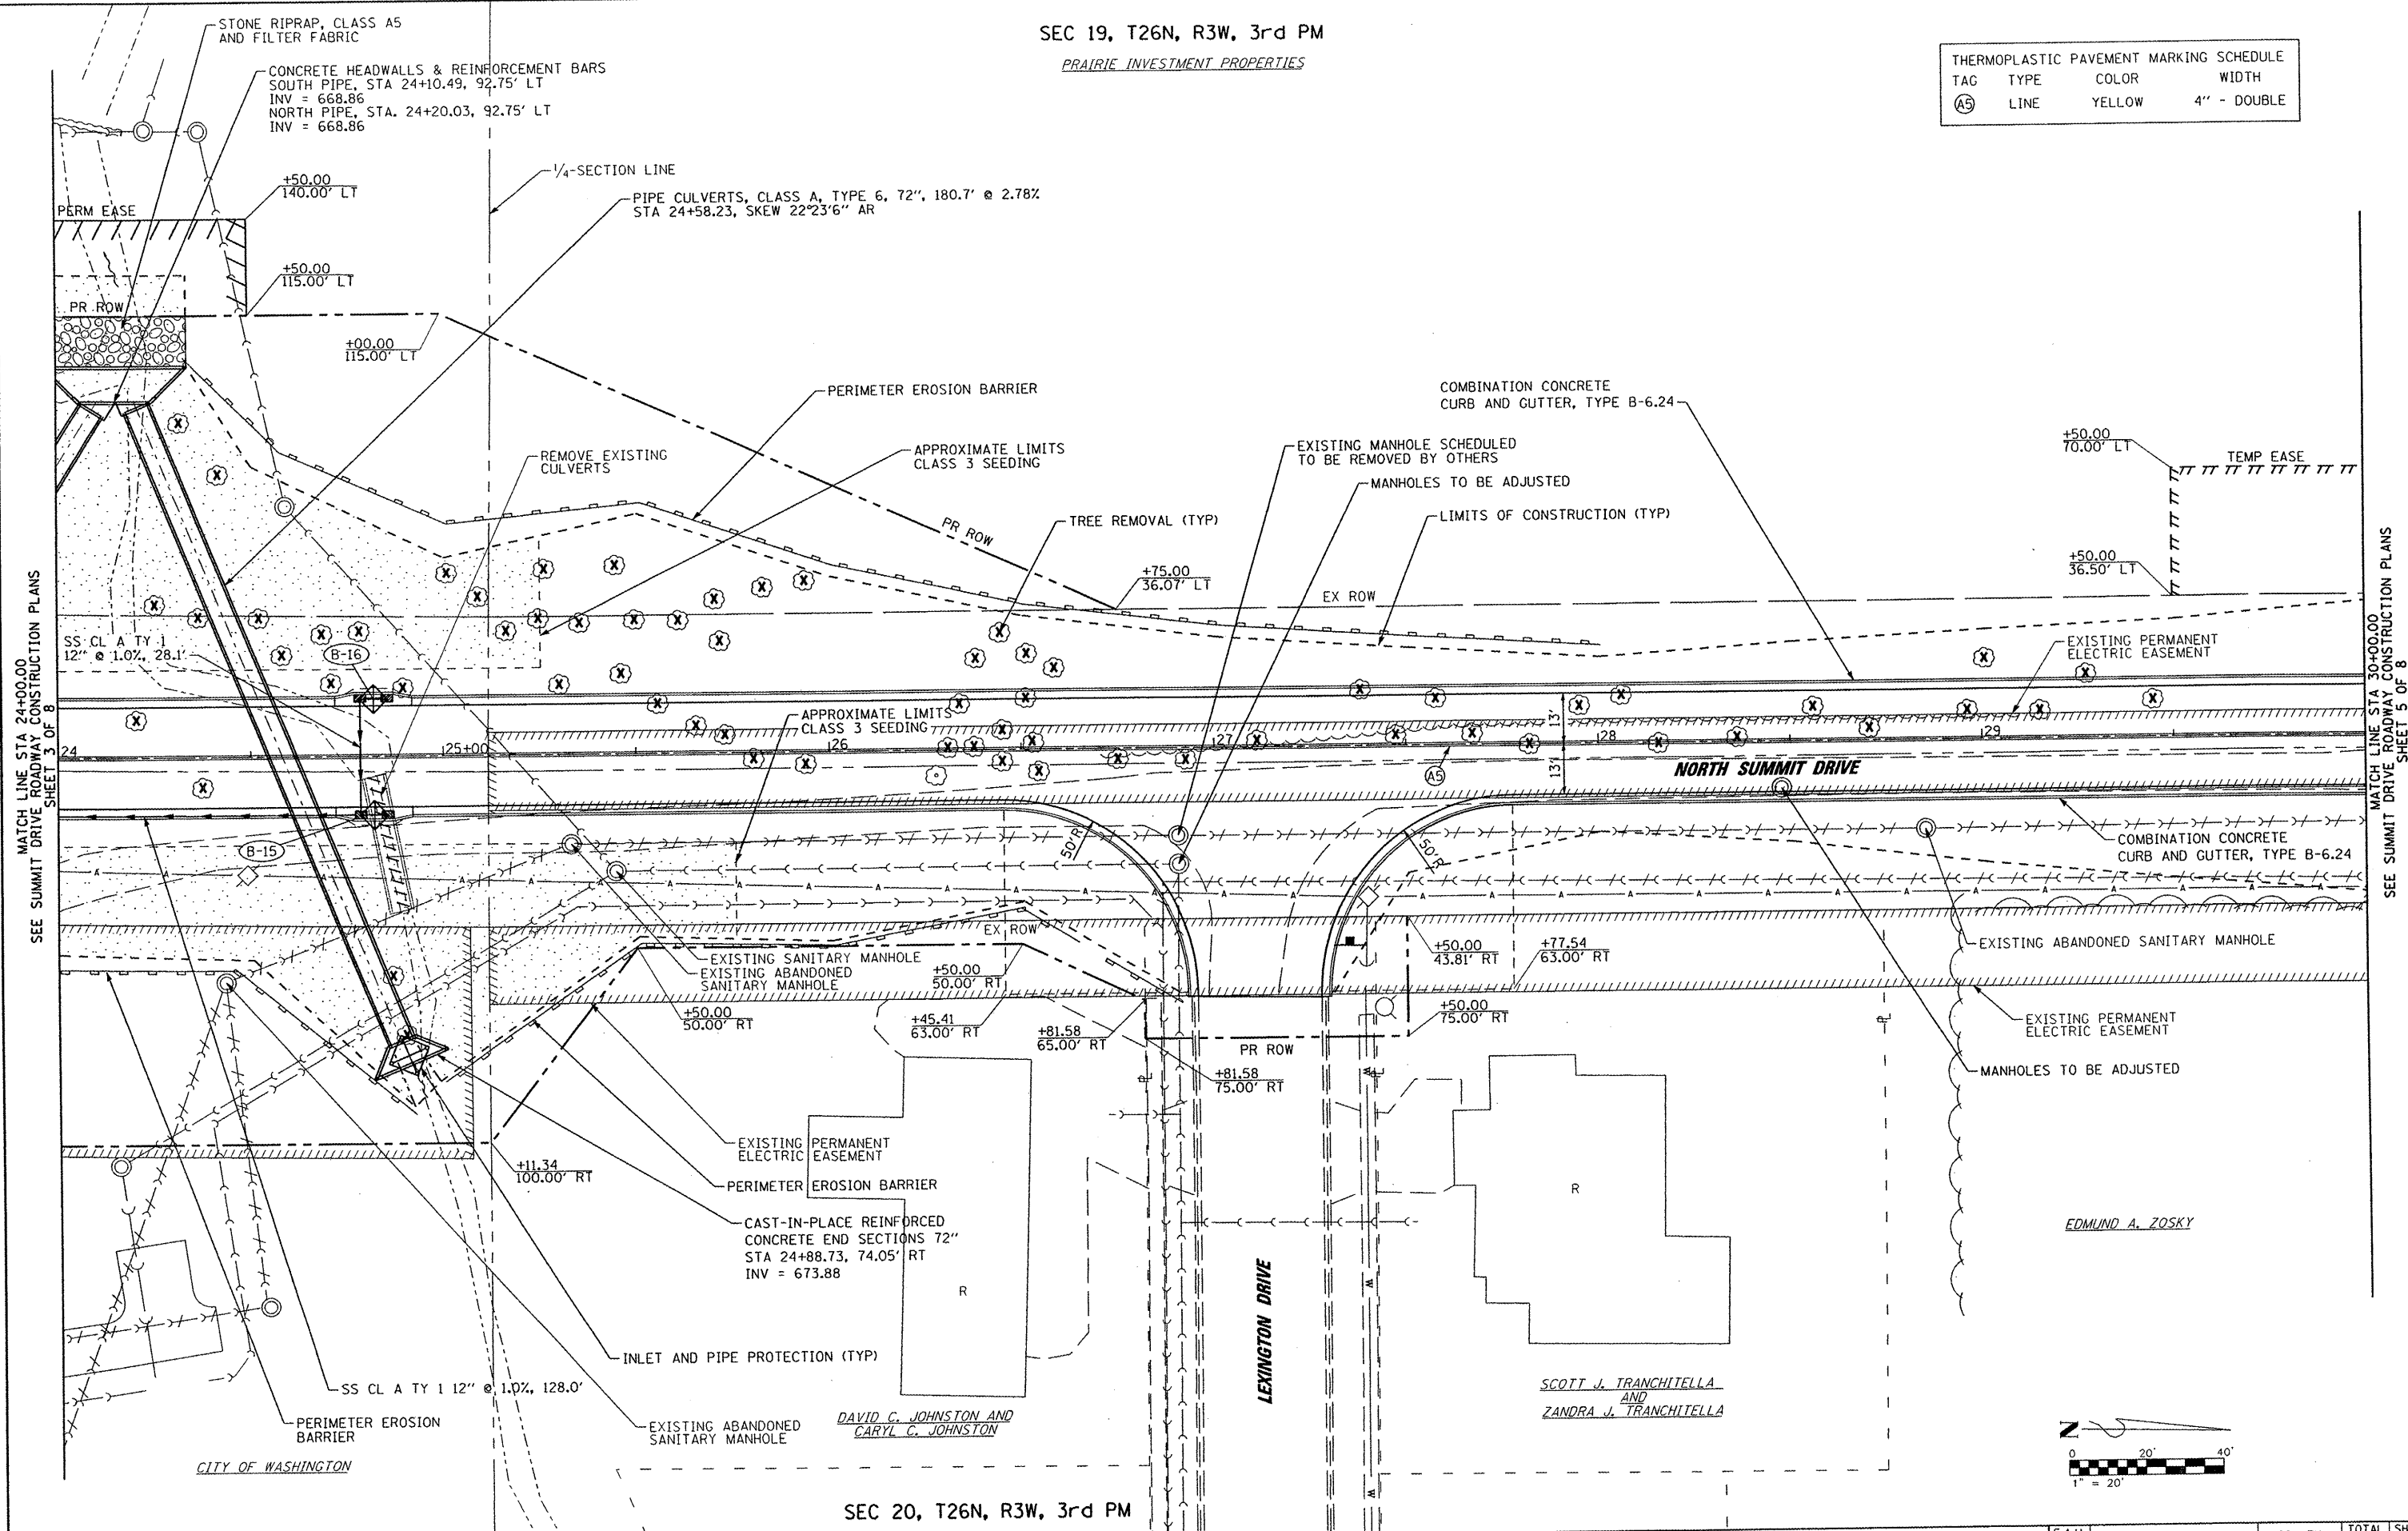 SEC 19, T26N, R3W, 3rd PM
PRAIRIE INVESTMENT PROPERTIES
THERMOPLASTIC PAVEMENT MARKING SCHEDULE
TAG TYPE COLOR WIDTH
A5 LINE YELLOW 4" - DOUBLE
STONE RIPRAP, CLASS A5
AND FILTER FABRIC
CONCRETE HEADWALLS & REINFORCEMENT BARS
SOUTH PIPE, STA 24+10.49, 92.75' LT
INV = 668.86
NORTH PIPE, STA. 24+20.03, 92.75' LT
INV = 668.86
1/4-SECTION LINE
PIPE CULVERTS, CLASS A, TYPE 6, 72", 180.7' @ 2.78%
STA 24+58.23, SKEW 22°23'6" AR
+50.00
140.00' LT
PERM EASE
+50.00
115.00' LT
PR ROW
+00.00
115.00' LT
PERIMETER EROSION BARRIER
COMBINATION CONCRETE
CURB AND GUTTER, TYPE B-6.24
REMOVE EXISTING
CULVERTS
APPROXIMATE LIMITS
CLASS 3 SEEDING
EXISTING MANHOLE SCHEDULED
TO BE REMOVED BY OTHERS
MANHOLES TO BE ADJUSTED
TREE REMOVAL (TYP)
LIMITS OF CONSTRUCTION (TYP)
PR ROW
+50.00
70.00' LT
TEMP EASE
+50.00
36.50' LT
+75.00
36.07' LT
EX ROW
EXISTING PERMANENT
ELECTRIC EASEMENT
MATCH LINE STA 24+00.00
SEE SUMMIT DRIVE ROADWAY CONSTRUCTION PLANS
SHEET 3 OF 8
MATCH LINE STA 30+00.00
SEE SUMMIT DRIVE ROADWAY CONSTRUCTION PLANS
SHEET 5 OF 8
SS CL A TY 1
12" @ 1.0%, 28.1'
B-16
APPROXIMATE LIMITS
CLASS 3 SEEDING
24
25+00
26
27
28
29
13'
13'
A5
NORTH SUMMIT DRIVE
B-15
50'R
50'R
COMBINATION CONCRETE
CURB AND GUTTER, TYPE B-6.24
EX ROW
EXISTING SANITARY MANHOLE
EXISTING ABANDONED
SANITARY MANHOLE
+50.00
50.00' RT
+50.00
43.81' RT
+77.54
63.00' RT
EXISTING ABANDONED SANITARY MANHOLE
+50.00
50.00' RT
+45.41
63.00' RT
+81.58
65.00' RT
+50.00
75.00' RT
PR ROW
+81.58
75.00' RT
EXISTING PERMANENT
ELECTRIC EASEMENT
MANHOLES TO BE ADJUSTED
+11.34
100.00' RT
EXISTING PERMANENT
ELECTRIC EASEMENT
PERIMETER EROSION BARRIER
CAST-IN-PLACE REINFORCED
CONCRETE END SECTIONS 72"
STA 24+88.73, 74.05' RT
INV = 673.88
R
R
EDMUND A. ZOSKY
LEXINGTON DRIVE
INLET AND PIPE PROTECTION (TYP)
SS CL A TY 1 12" @ 1.0%, 128.0'
PERIMETER EROSION
BARRIER
EXISTING ABANDONED
SANITARY MANHOLE
DAVID C. JOHNSTON AND
CARYL C. JOHNSTON
SCOTT J. TRANCHITELLA
AND
ZANDRA J. TRANCHITELLA
CITY OF WASHINGTON
SEC 20, T26N, R3W, 3rd PM
N
0 20' 40'
1" = 20'
TOTAL